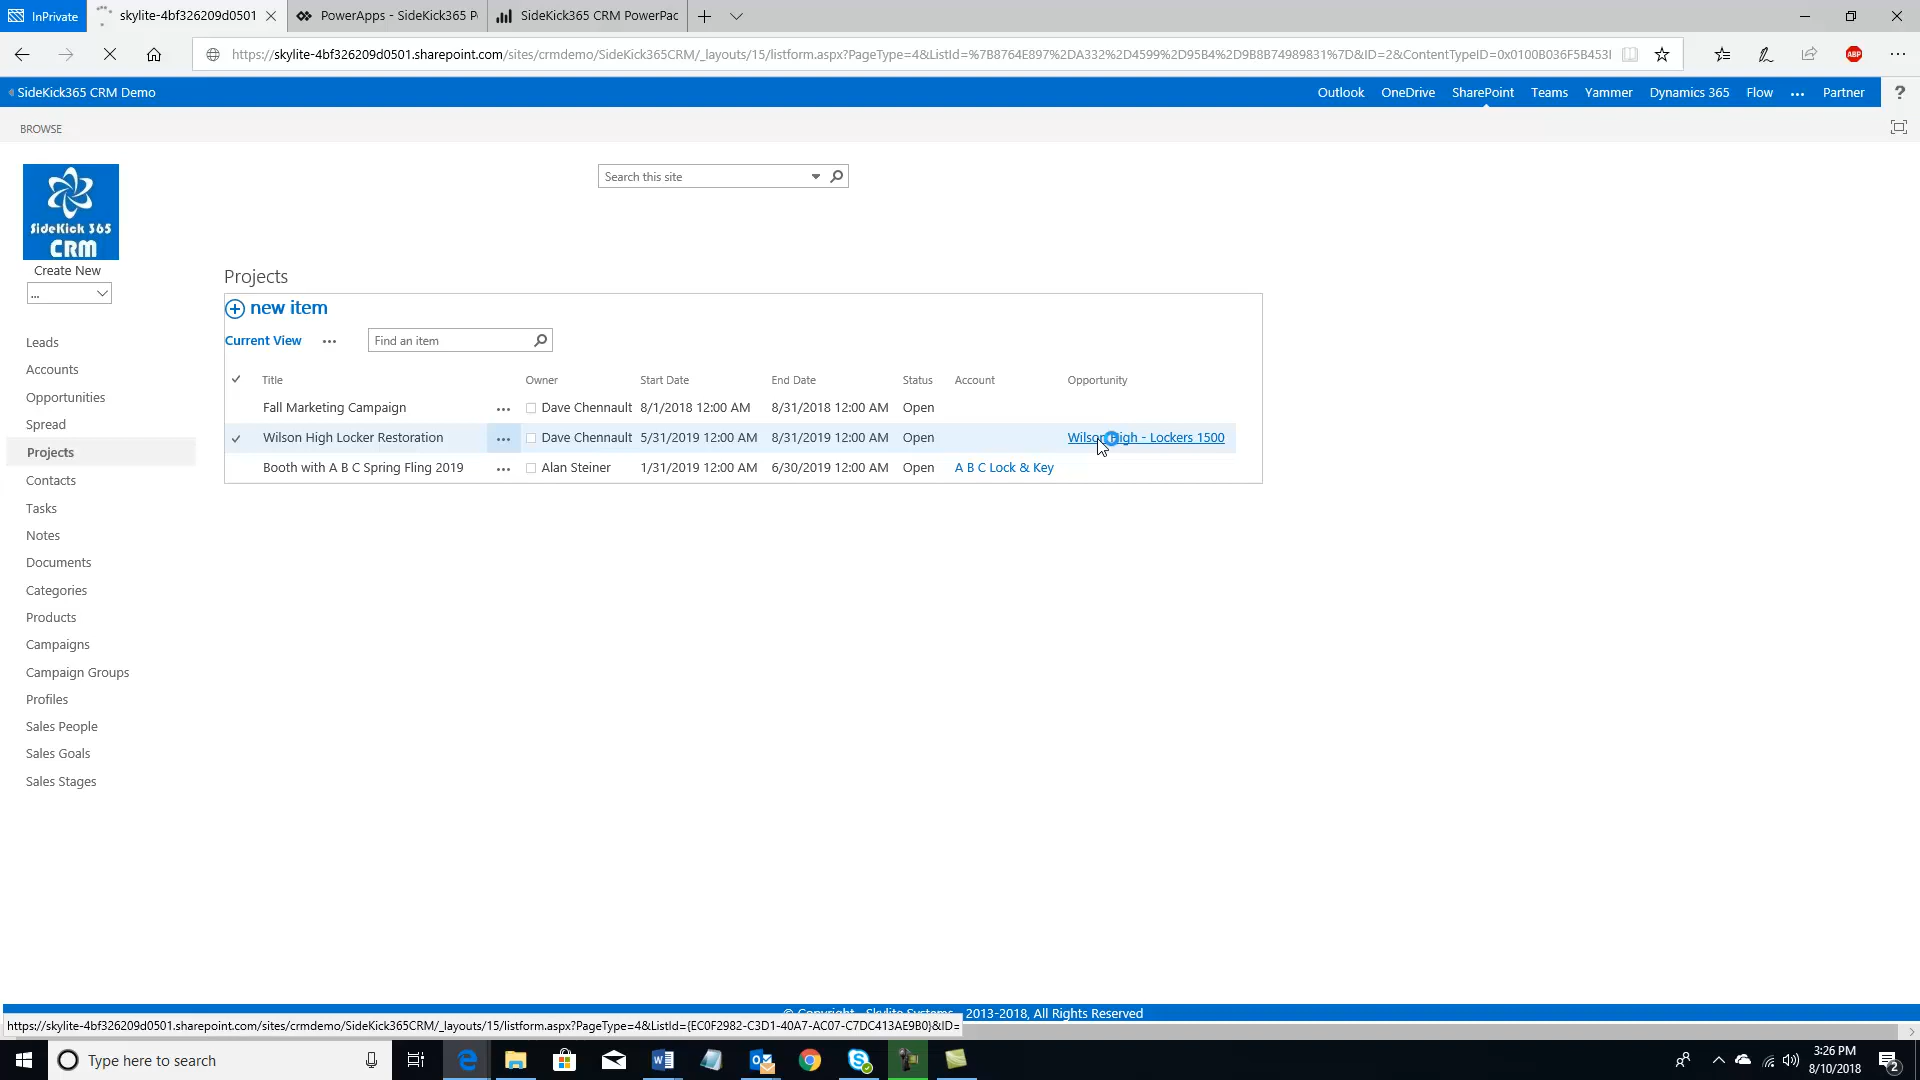 InPrivate
skylite-4bf326209d0501
PowerApps - SideKick365 P
SideKick365 CRM PowerPac
https://skylite-4bf326209d0501.sharepoint.com/sites/crmdemo/SideKick365CRM/_layouts/15/listform.aspx?PageType=4&ListId=%7B8764E897%2DA332%2D4599%2D95B4%2D9B8B74989831%7D&ID=2&ContentTypeID=0x0100B036F5B453I
ABP
SideKick365 CRM Demo
Outlook OneDrive SharePoint Teams Yammer Dynamics 365 Flow ... Partner ?
BROWSE
Search this site
SideKick 365
CRM
Create New
...
Projects
new item
Current View ... Find an item
Title Owner Start Date End Date Status Account Opportunity
Fall Marketing Campaign ... Dave Chennault 8/1/2018 12:00 AM 8/31/2018 12:00 AM Open
Wilson High Locker Restoration ... Dave Chennault 5/31/2019 12:00 AM 8/31/2019 12:00 AM Open Wilson High - Lockers 1500
Booth with A B C Spring Fling 2019 ... Alan Steiner 1/31/2019 12:00 AM 6/30/2019 12:00 AM Open A B C Lock & Key
Leads
Accounts
Opportunities
Spread
Projects
Contacts
Tasks
Notes
Documents
Categories
Products
Campaigns
Campaign Groups
Profiles
Sales People
Sales Goals
Sales Stages
© Copyright - Skylite Systems - 2013-2018, All Rights Reserved
https://skylite-4bf326209d0501.sharepoint.com/sites/crmdemo/SideKick365CRM/_layouts/15/listform.aspx?PageType=4&ListId={EC0F2982-C3D1-40A7-AC07-C7DC413AE9B0}&ID=
Type here to search
3:26 PM
8/10/2018
2